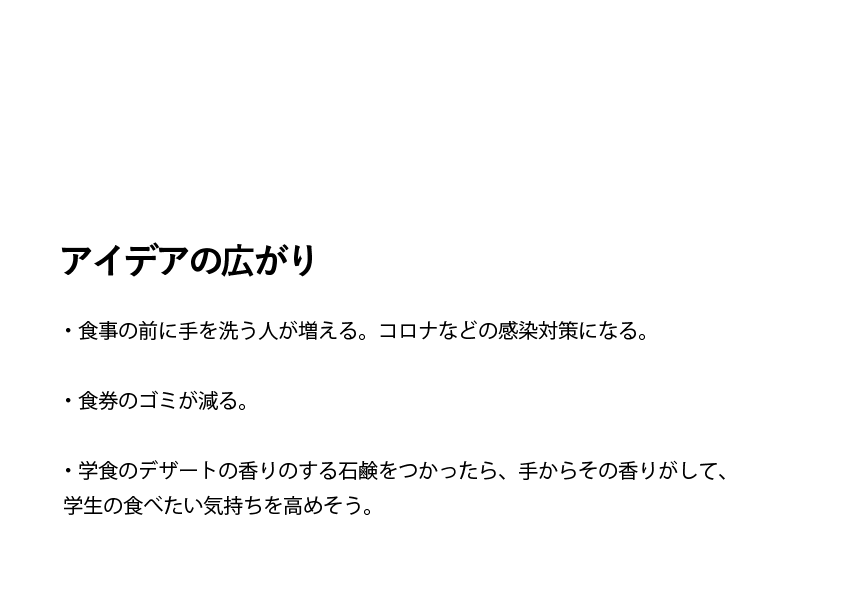 アイデアの広がり
・食事の前に手を洗う人が増える。コロナなどの感染対策になる。
・食券のゴミが減る。
・学食のデザートの香りのする石鹸をつかったら、手からその香りがして、
学生の食べたい気持ちを高めそう。